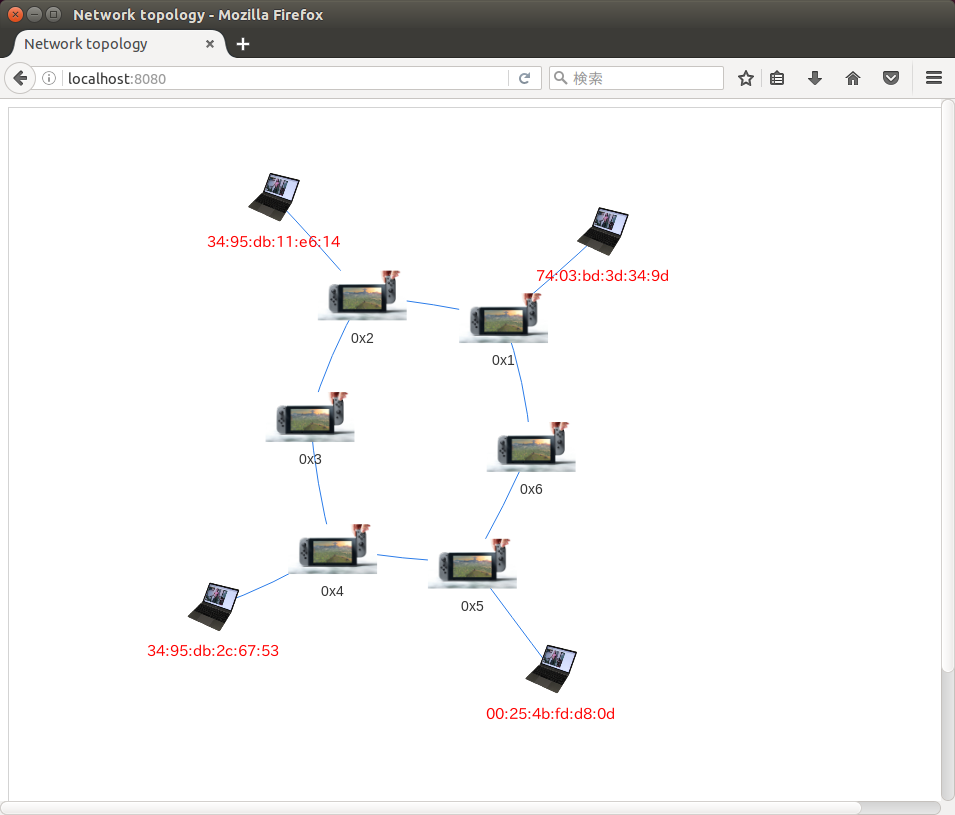 Network topology - Mozilla Firefox
Network topology
localhost:8080
検索
34:95:db:11:e6:14
74:03:bd:3d:34:9d
0x2
0x1
0x3
0x6
0x4
0x5
34:95:db:2c:67:53
00:25:4b:fd:d8:0d